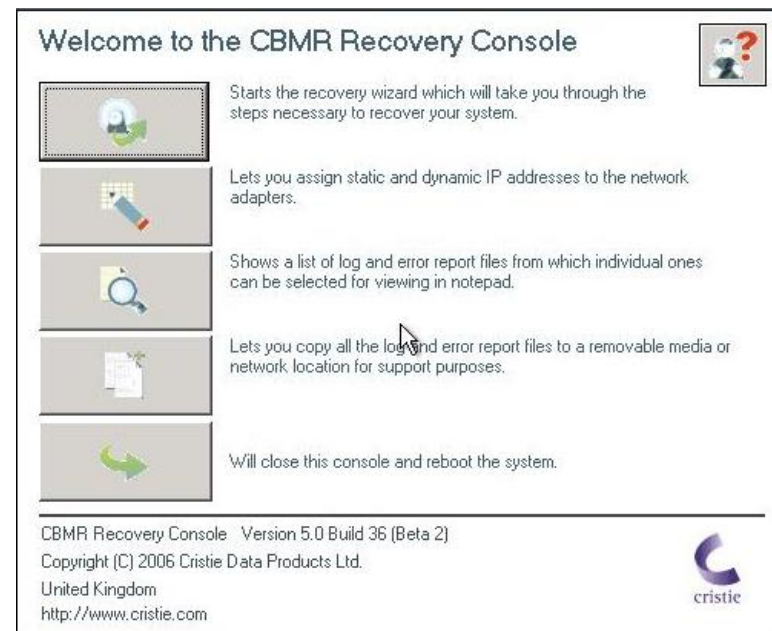 Welcome to the CBMR Recovery Console
?
Starts the recovery wizard which will take you through the
steps necessary to recover your system.
Lets you assign static and dynamic IP addresses to the network
adapters.
Shows a list of log and error report files from which individual ones
can be selected for viewing in notepad.
Lets you copy all the log and error report files to a removable media or
network location for support purposes.
Will close this console and reboot the system.
CBMR Recovery Console Version 5.0 Build 36 (Beta 2)
Copyright (C) 2006 Cristie Data Products Ltd.
United Kingdom
http://www.cristie.com
cristie